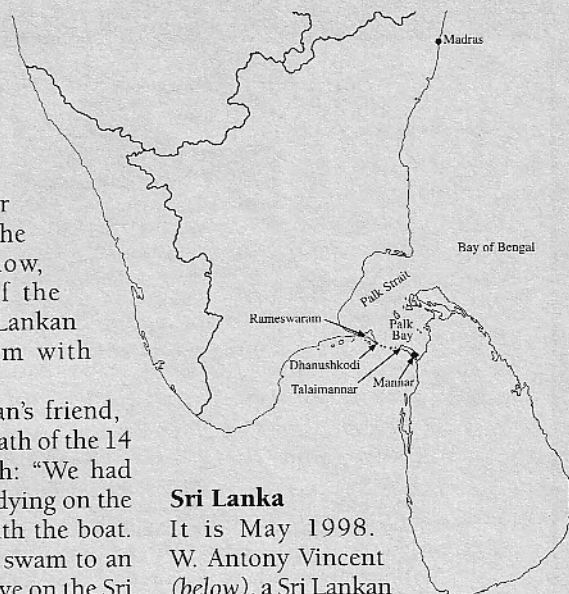 Madras
Bay of Bengal
Palk Strait
Palk
Bay
Rameswaram
Dhanushkodi
Talaimannar
Mannar
r
he
ow,
f the
Lankan
m with
an's friend,
ath of the 14
h: “We had
dying on the
th the boat.
swam to an
ve on the Sri
Sri Lanka
It is May 1998.
W. Antony Vincent
(below), a Sri Lankan